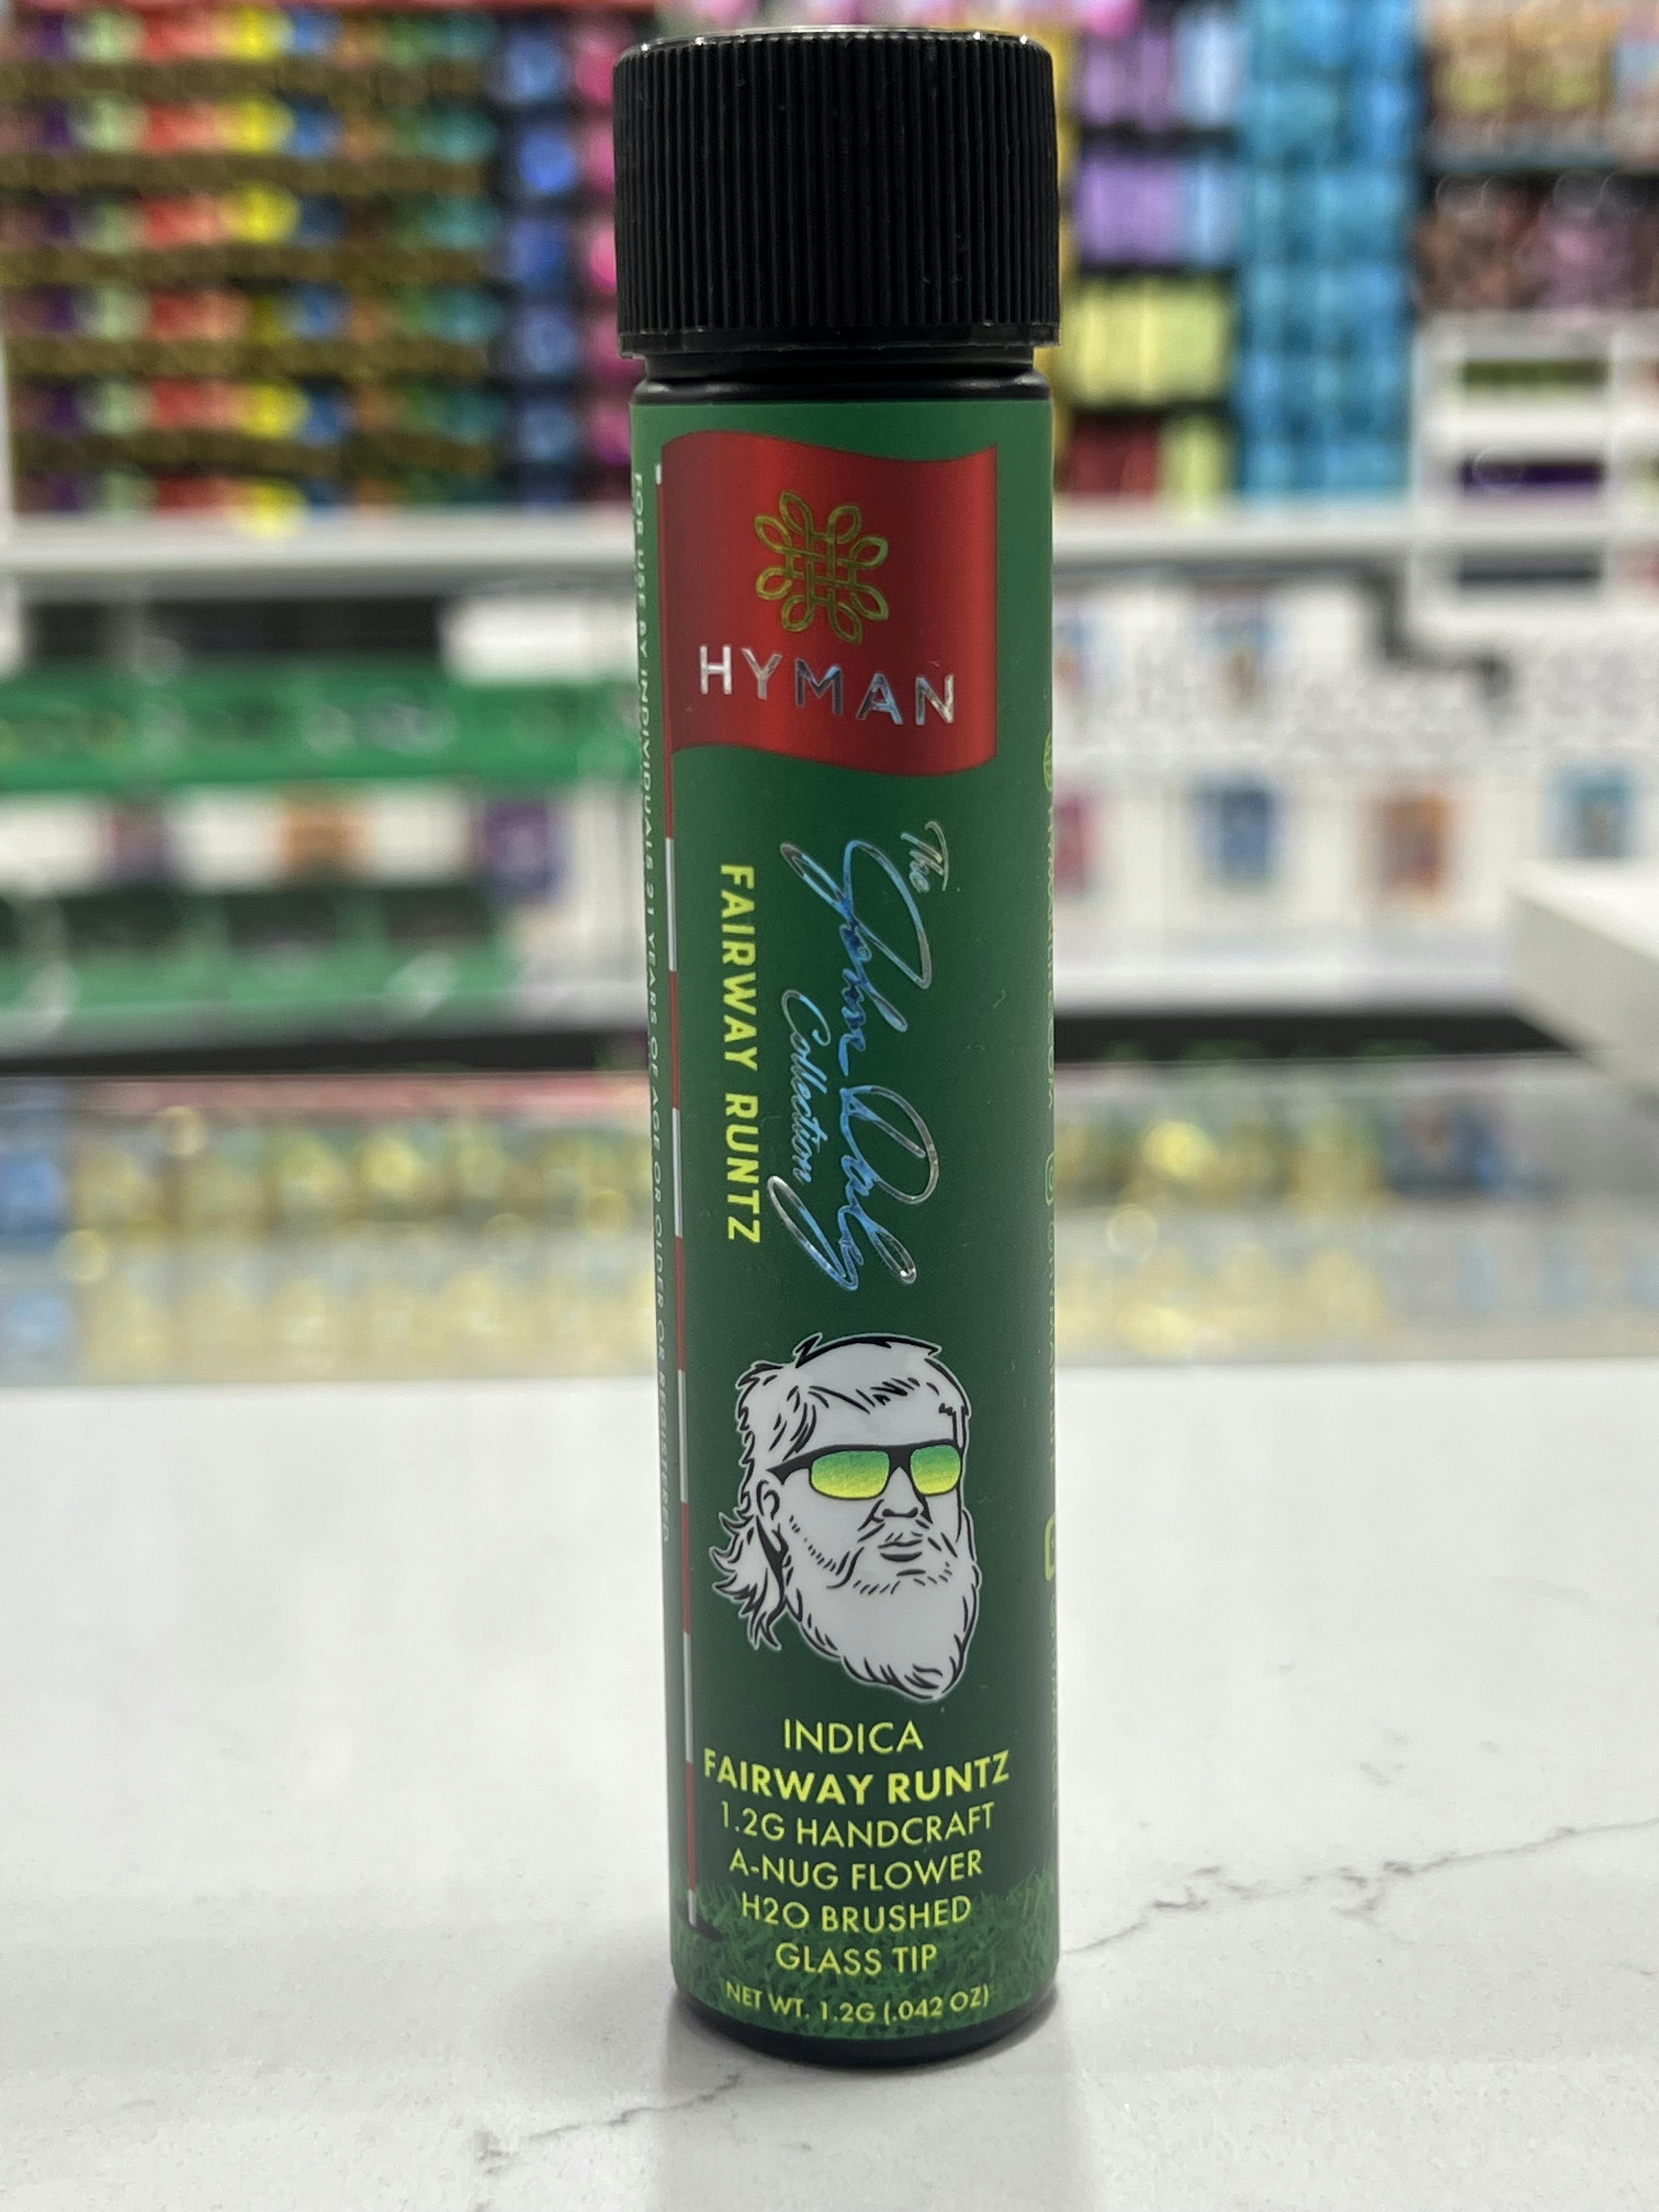 HYMAN
The
John Daly
Collection
FAIRWAY RUNTZ
INDICA
FAIRWAY RUNTZ
1.2G HANDCRAFT
A-NUG FLOWER
H2O BRUSHED
GLASS TIP
NET WT. 1.2G (.042 OZ)
FOR USE BY INDIVIDUALS 21 YEARS OF AGE OR OLDER OR REGISTERED